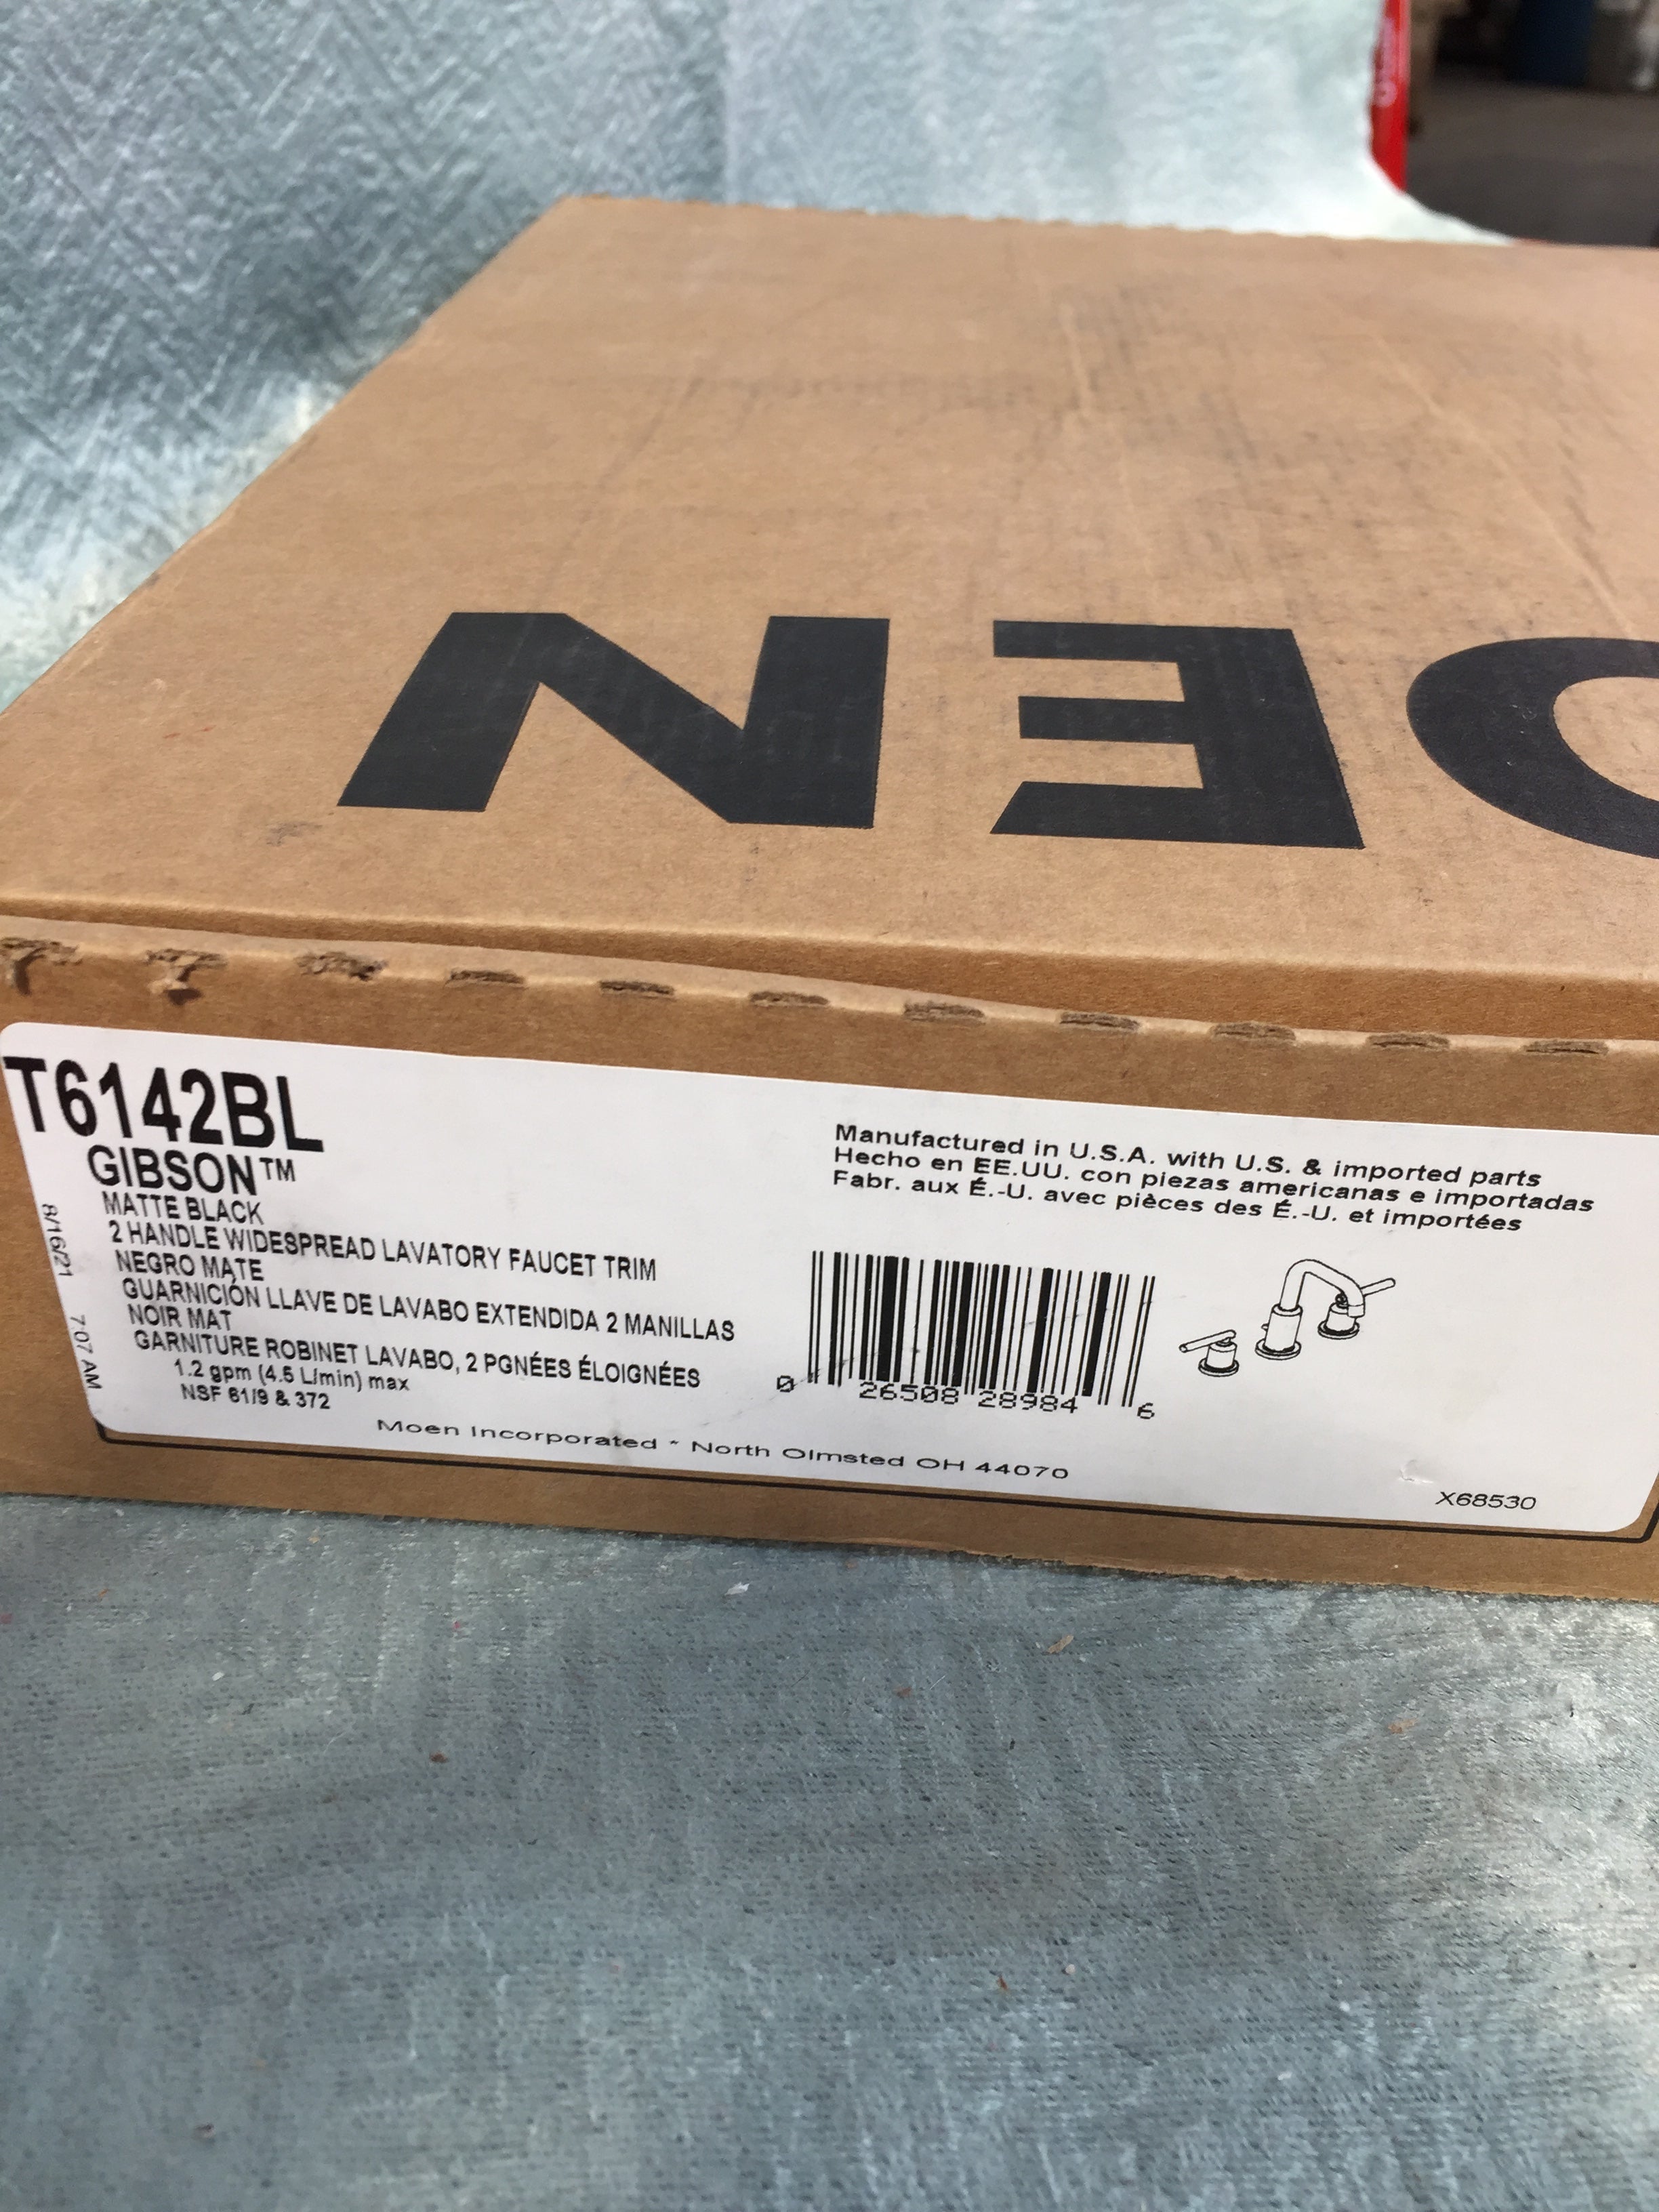 OEN
T6142BL
GIBSON™
MATTE BLACK
2 HANDLE WIDESPREAD LAVATORY FAUCET TRIM
NEGRO MATE
GUARNICIÓN LLAVE DE LAVABO EXTENDIDA 2 MANILLAS
NOIR MAT
GARNITURE ROBINET LAVABO, 2 PGNÉES ÉLOIGNÉES
1.2 gpm (4.5 L/min) max
NSF 61/9 & 372
8/16/21 7:07 AM
Manufactured in U.S.A. with U.S. & imported parts
Hecho en EE.UU. con piezas americanas e importadas
Fabr. aux É.-U. avec pièces des É.-U. et importées
0 26508 28984 6
Moen Incorporated * North Olmsted OH 44070
X68530